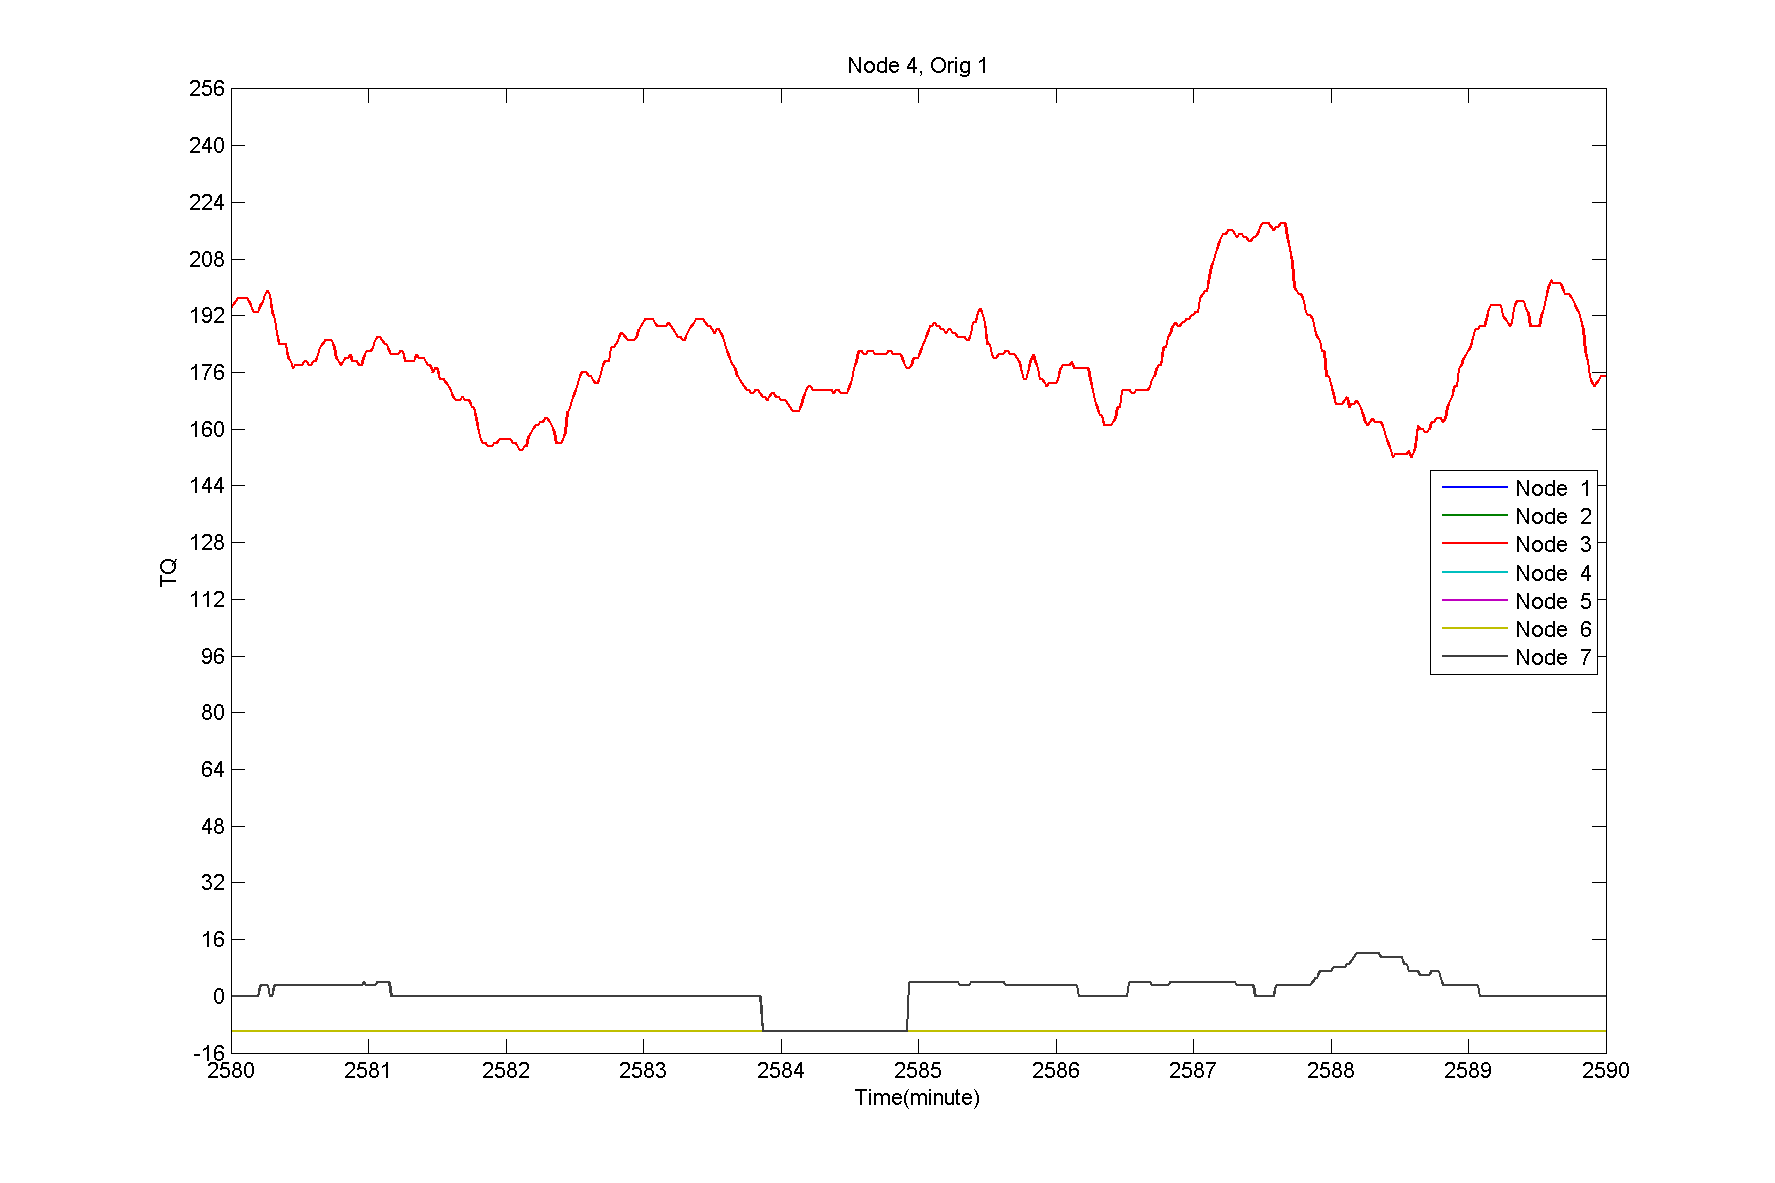 Node 4, Orig 1
256
240
224
208
192
176
160
144
128
112
96
80
64
48
32
16
0
-16
TQ
Node 1
Node 2
Node 3
Node 4
Node 5
Node 6
Node 7
2580 2581 2582 2583 2584 2585 2586 2587 2588 2589 2590
Time(minute)